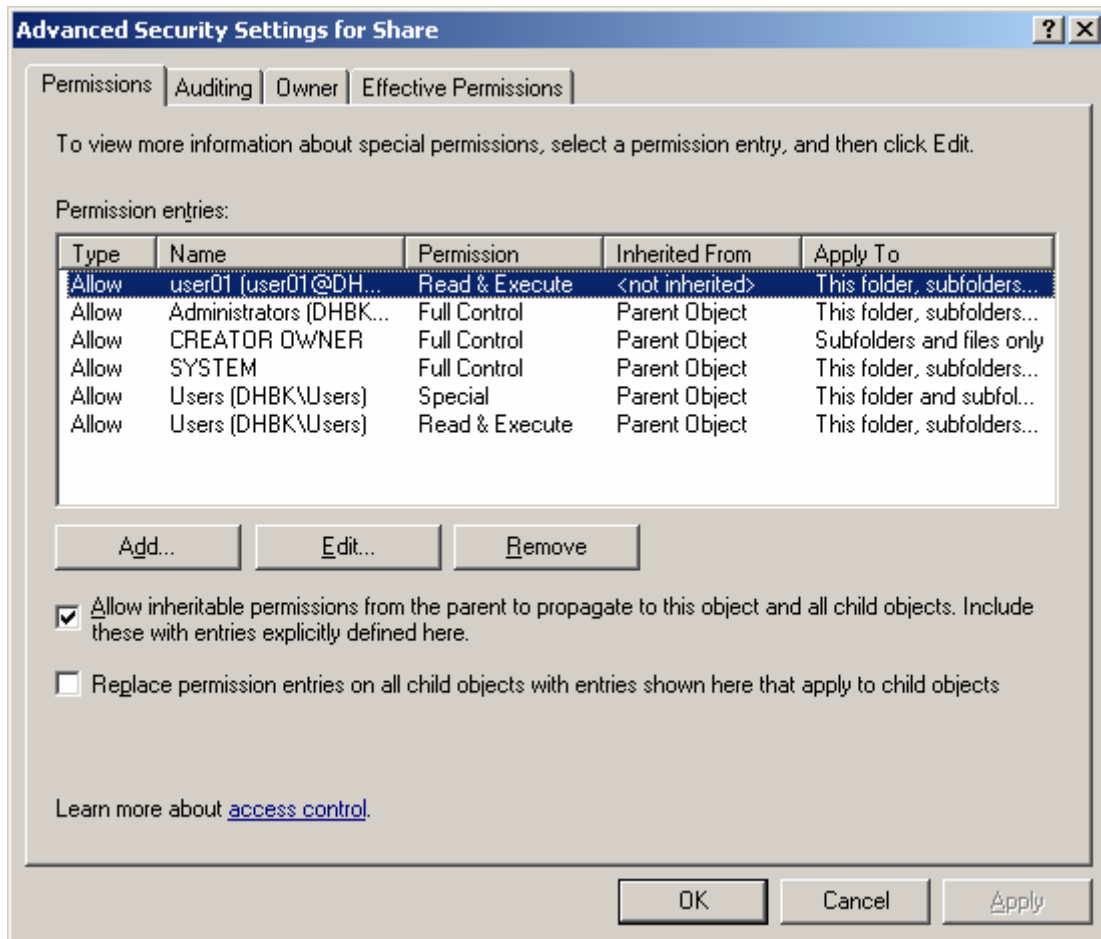 Advanced Security Settings for Share
Permissions Auditing Owner Effective Permissions
To view more information about special permissions, select a permission entry, and then click Edit.
Permission entries:
Type Name Permission Inherited From Apply To
Allow user01 (user01@DH... Read & Execute <not inherited> This folder, subfolders...
Allow Administrators (DHBK... Full Control Parent Object This folder, subfolders...
Allow CREATOR OWNER Full Control Parent Object Subfolders and files only
Allow SYSTEM Full Control Parent Object This folder, subfolders...
Allow Users (DHBK\Users) Special Parent Object This folder and subfol...
Allow Users (DHBK\Users) Read & Execute Parent Object This folder, subfolders...
Add... Edit... Remove
Allow inheritable permissions from the parent to propagate to this object and all child objects. Include
these with entries explicitly defined here.
Replace permission entries on all child objects with entries shown here that apply to child objects
Learn more about access control.
OK Cancel Apply